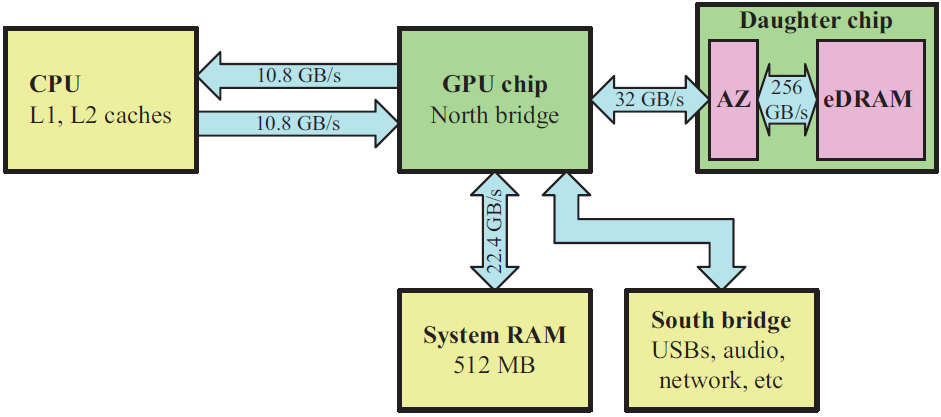 CPU
L1, L2 caches
10.8 GB/s
10.8 GB/s
GPU chip
North bridge
32 GB/s
Daughter chip
AZ
256
GB/s
eDRAM
22.4 GB/s
System RAM
512 MB
South bridge
USBs, audio,
network, etc